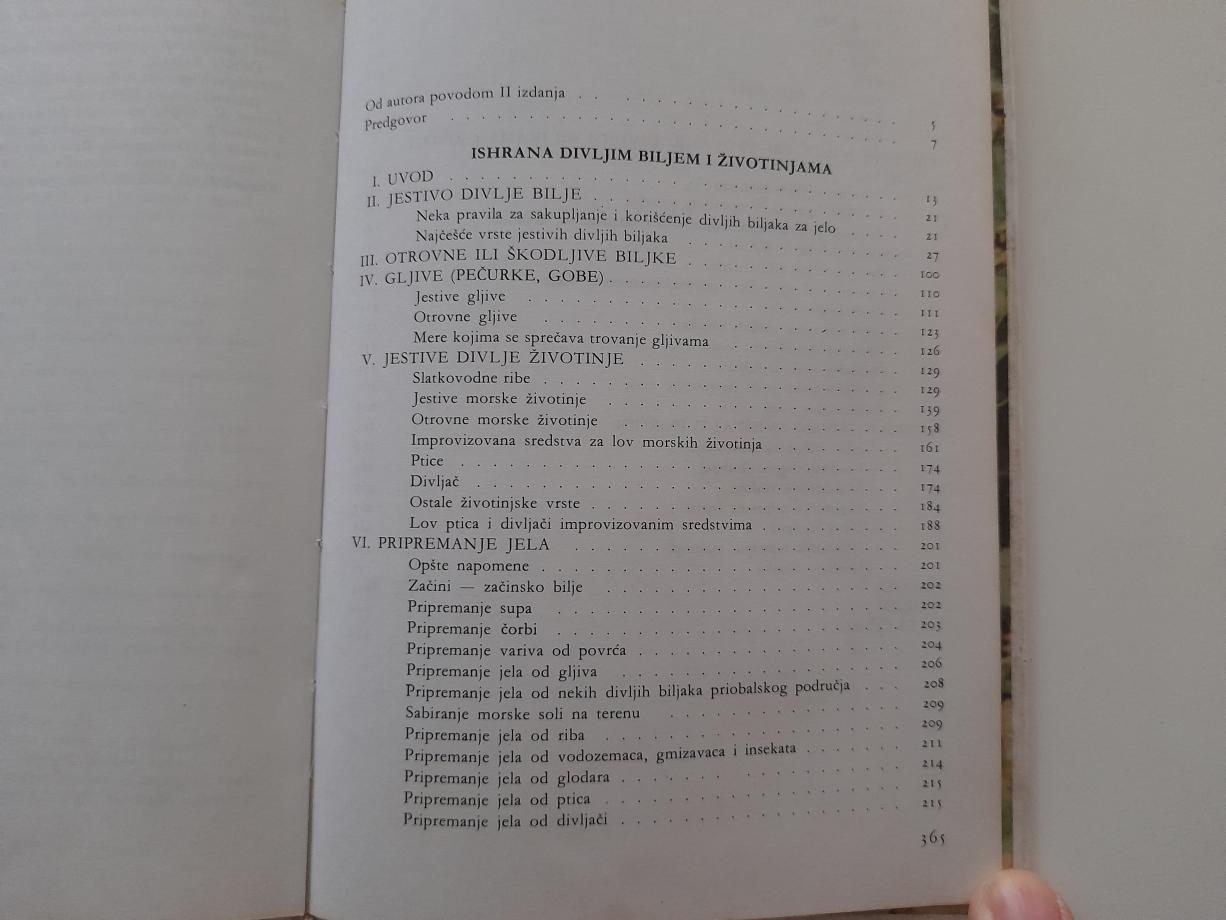 Od autora povodom II izdanja . . . . . . . . . . . . . . . 5
Predgovor . . . . . . . . . . . . . . . . . . . . 7
ISHRANA DIVLJIM BILJEM I ŽIVOTINJAMA
I. UVOD . . . . . . . . . . . . . . . . . . . . 13
II. JESTIVO DIVLJE BILJE . . . . . . . . . . . . . . . 21
Neka pravila za sakupljanje i korišćenje divljih biljaka za jelo . . . 21
Najčešće vrste jestivih divljih biljaka . . . . . . . . . . 27
III. OTROVNE ILI ŠKODLJIVE BILJKE . . . . . . . . . . . 100
IV. GLJIVE (PEČURKE, GOBE) . . . . . . . . . . . . . . 110
Jestive gljive . . . . . . . . . . . . . . . . . 111
Otrovne gljive . . . . . . . . . . . . . . . . . 123
Mere kojima se sprečava trovanje gljivama . . . . . . . . 126
V. JESTIVE DIVLJE ŽIVOTINJE . . . . . . . . . . . . . 129
Slatkovodne ribe . . . . . . . . . . . . . . . . . 129
Jestive morske životinje . . . . . . . . . . . . . . 139
Otrovne morske životinje . . . . . . . . . . . . . . 158
Improvizovana sredstva za lov morskih životinja . . . . . . . 161
Ptice . . . . . . . . . . . . . . . . . . . . 174
Divljač . . . . . . . . . . . . . . . . . . . 174
Ostale životinjske vrste . . . . . . . . . . . . . . 184
Lov ptica i divljači improvizovanim sredstvima . . . . . . . 188
VI. PRIPREMANJE JELA . . . . . . . . . . . . . . . . 201
Opšte napomene . . . . . . . . . . . . . . . . . 201
Začini — začinsko bilje . . . . . . . . . . . . . . 202
Pripremanje supa . . . . . . . . . . . . . . . . 202
Pripremanje čorbi . . . . . . . . . . . . . . . . 203
Pripremanje variva od povrća . . . . . . . . . . . . 204
Pripremanje jela od gljiva . . . . . . . . . . . . . 206
Pripremanje jela od nekih divljih biljaka priobalskog područja . . . 208
Sabiranje morske soli na terenu . . . . . . . . . . . 209
Pripremanje jela od riba . . . . . . . . . . . . . . 209
Pripremanje jela od vodozemaca, gmizavaca i insekata . . . . . 211
Pripremanje jela od glodara . . . . . . . . . . . . . 214
Pripremanje jela od ptica . . . . . . . . . . . . . . 215
Pripremanje jela od divljači . . . . . . . . . . . . . 215
365